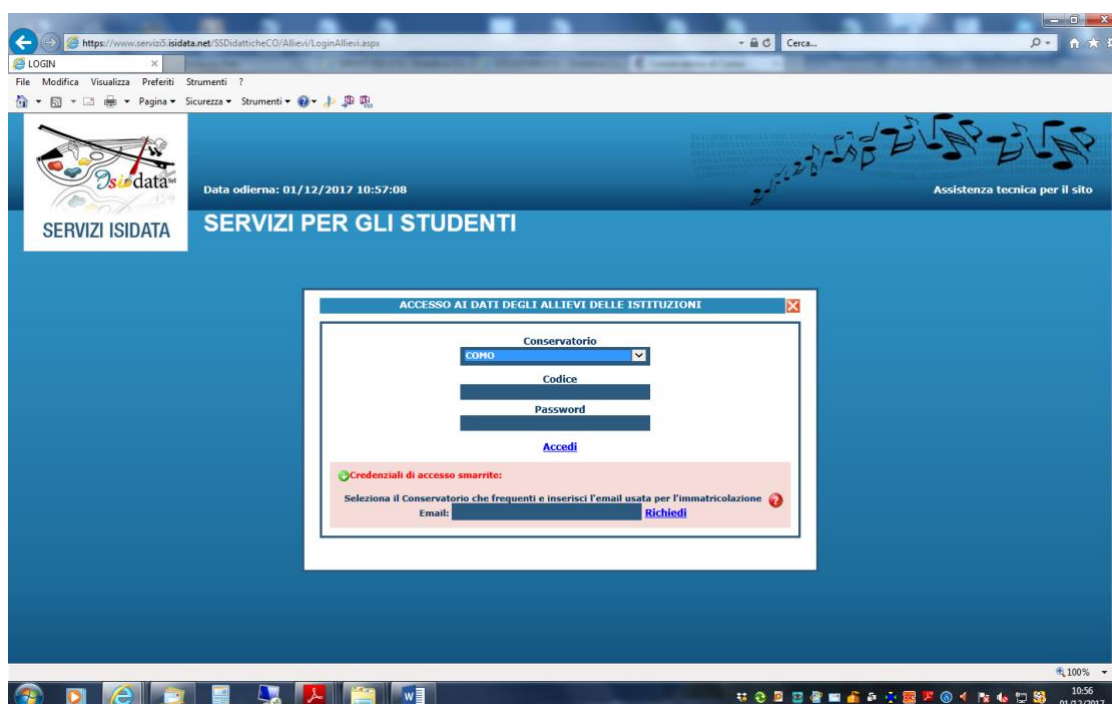 https://www.servizi5.isidata.net/SSDidatticheCO/Allievi/LoginAllievi.aspx
Cerca...
LOGIN
File Modifica Visualizza Preferiti Strumenti ?
Pagina Sicurezza Strumenti
Isidata
Data odierna: 01/12/2017 10:57:08
Assistenza tecnica per il sito
SERVIZI ISIDATA
SERVIZI PER GLI STUDENTI
ACCESSO AI DATI DEGLI ALLIEVI DELLE ISTITUZIONI
Conservatorio
COMO
Codice
Password
Accedi
Credenziali di accesso smarrite:
Seleziona il Conservatorio che frequenti e inserisci l'email usata per l'immatricolazione
Email: Richiedi
100%
10:56
01/12/2017